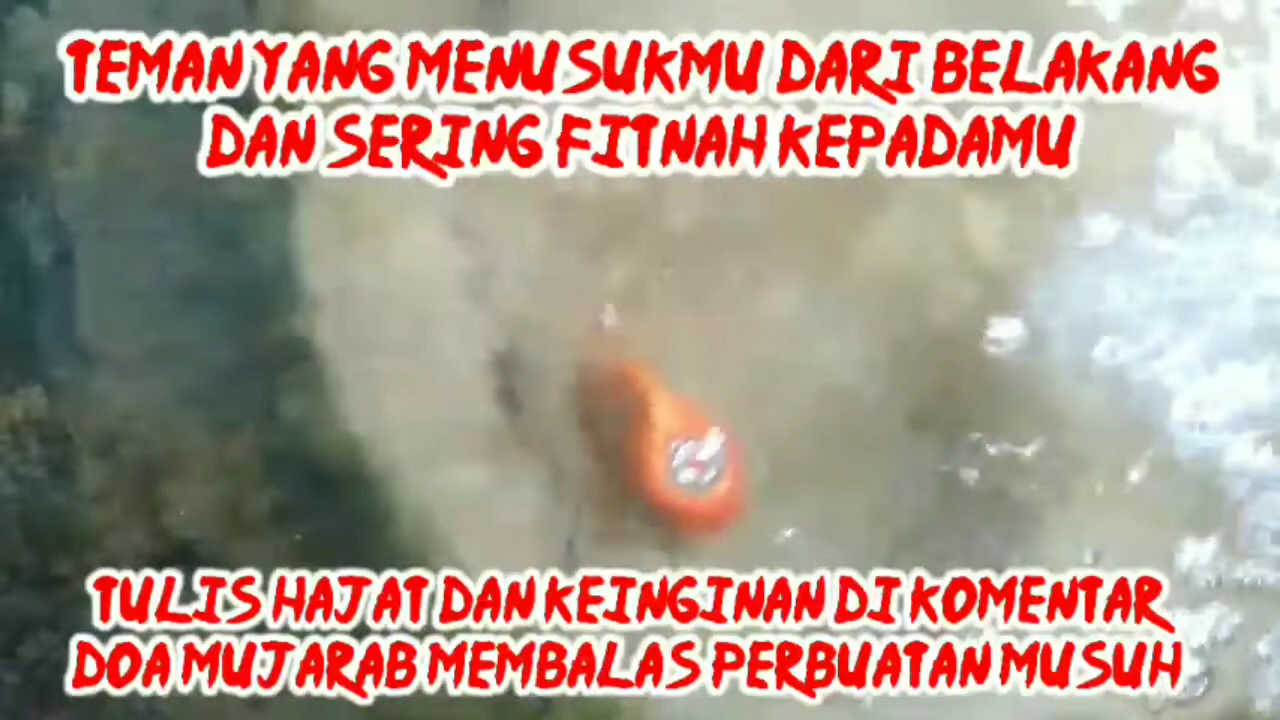 TEMAN YANG MENUSUKMU DARI BELAKANG
DAN SERING FITNAH KEPADAMU
TULIS HAJAT DAN KEINGINAN DI KOMENTAR
DOA MUJARAB MEMBALAS PERBUATAN MUSUH